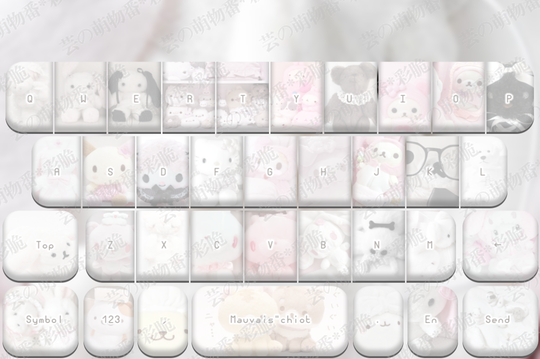 Q W E R T Y U I O P
A S D F G H J K L
Top Z X C V B N M ←
Symbol 123 Mauvais°chiot En Send